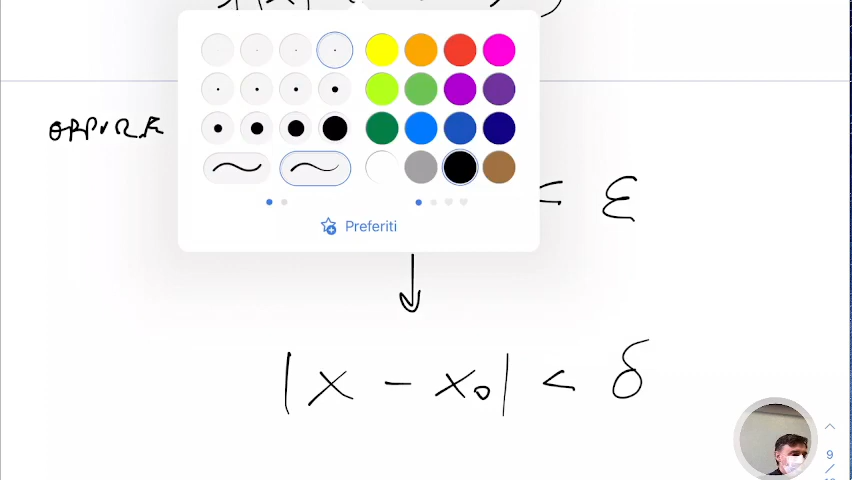 OPPURE
< ε
Preferiti
↓
|x - x₀| < δ
9
/